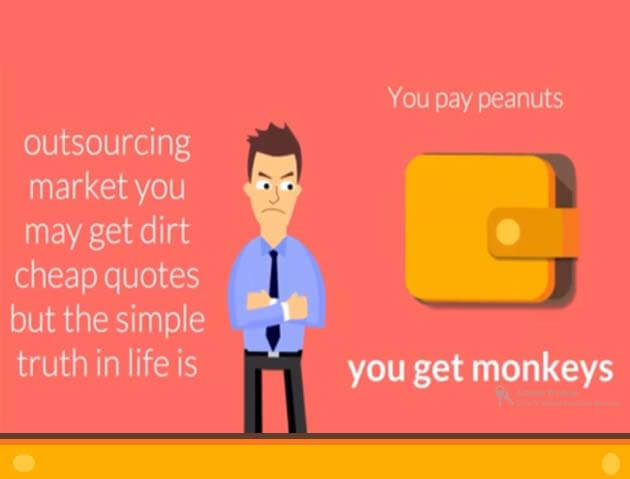 outsourcing
market you
may get dirt
cheap quotes
but the simple
truth in life is
You pay peanuts
you get monkeys